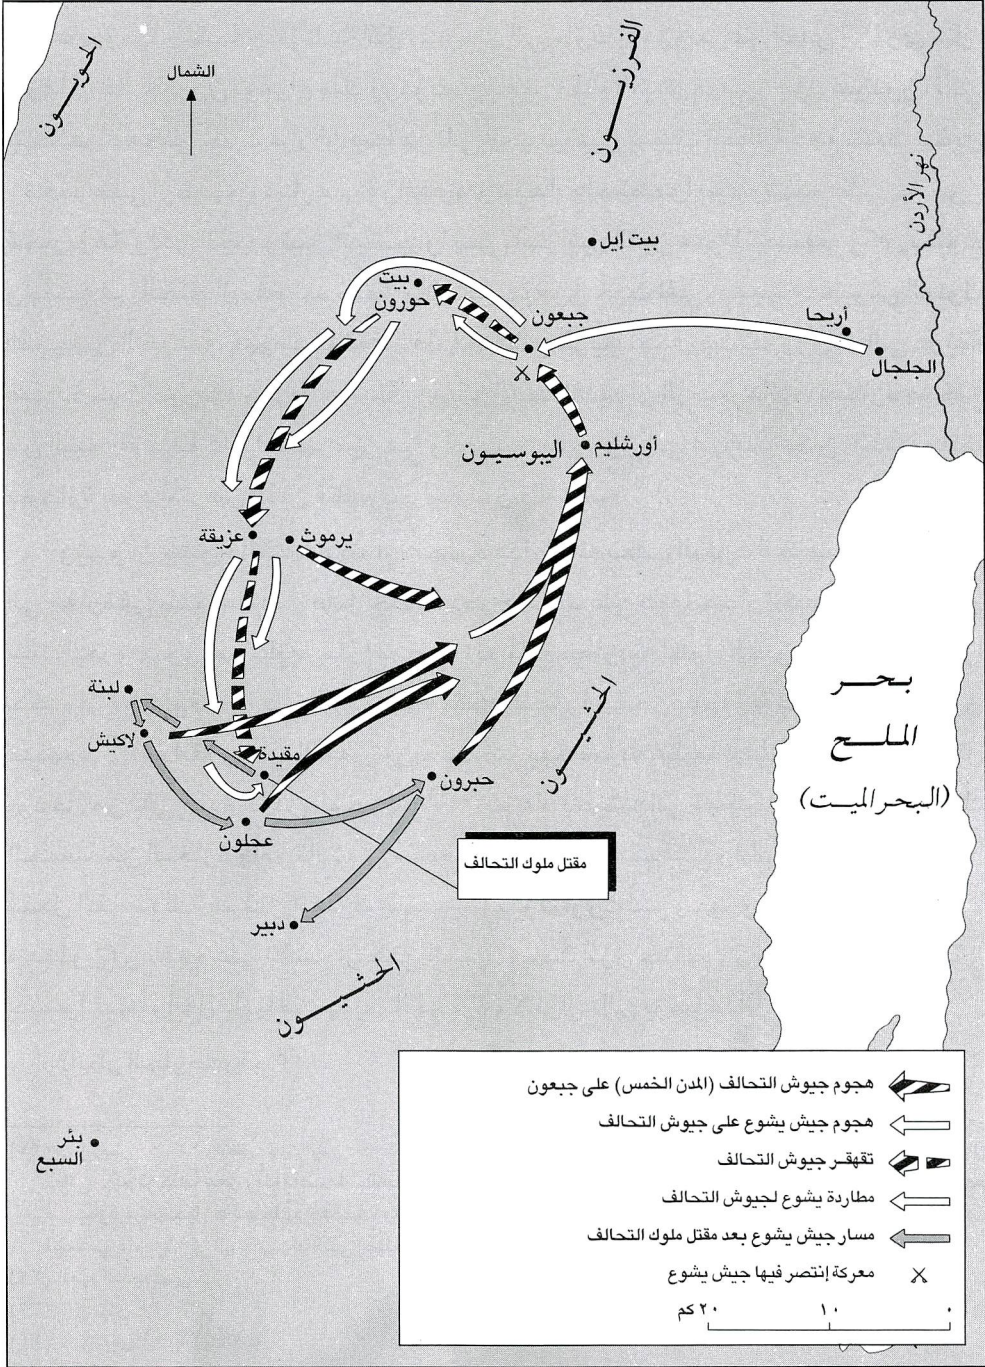 الحويون
الشمال
الفرزيون
نهر الأردن
بيت إيل
بيت
حورون
جبعون
أريحا
الجلجال
أورشليم
اليبوسيون
عزيقة
يرموث
لبنة
لاكيش
مقيدة
حبرون
عجلون
الحثيون
بحر
الملح
(البحر الميت)
مقتل ملوك التحالف
دبير
الحثيون
بئر
السبع
هجوم جيوش التحالف (المدن الخمس) على جبعون
هجوم جيش يشوع على جيوش التحالف
تقهقر جيوش التحالف
مطاردة يشوع لجيوش التحالف
مسار جيش يشوع بعد مقتل ملوك التحالف
معركة إنتصر فيها جيش يشوع
٠ ١٠ ٢٠ كم